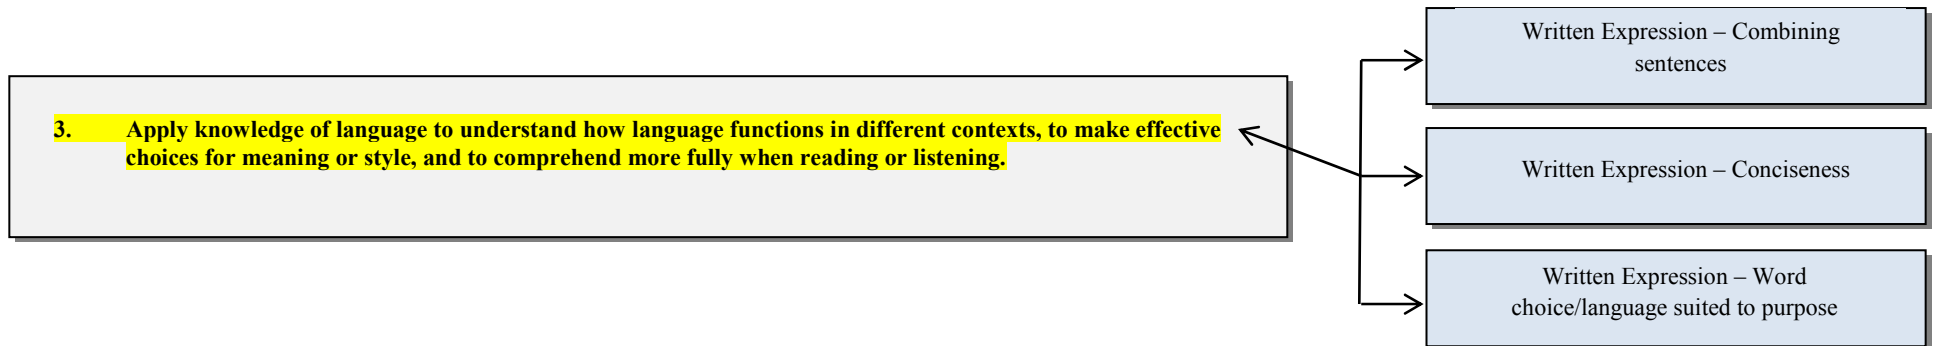 3. Apply knowledge of language to understand how language functions in different contexts, to make effective
choices for meaning or style, and to comprehend more fully when reading or listening.
Written Expression – Combining
sentences
Written Expression – Conciseness
Written Expression – Word
choice/language suited to purpose